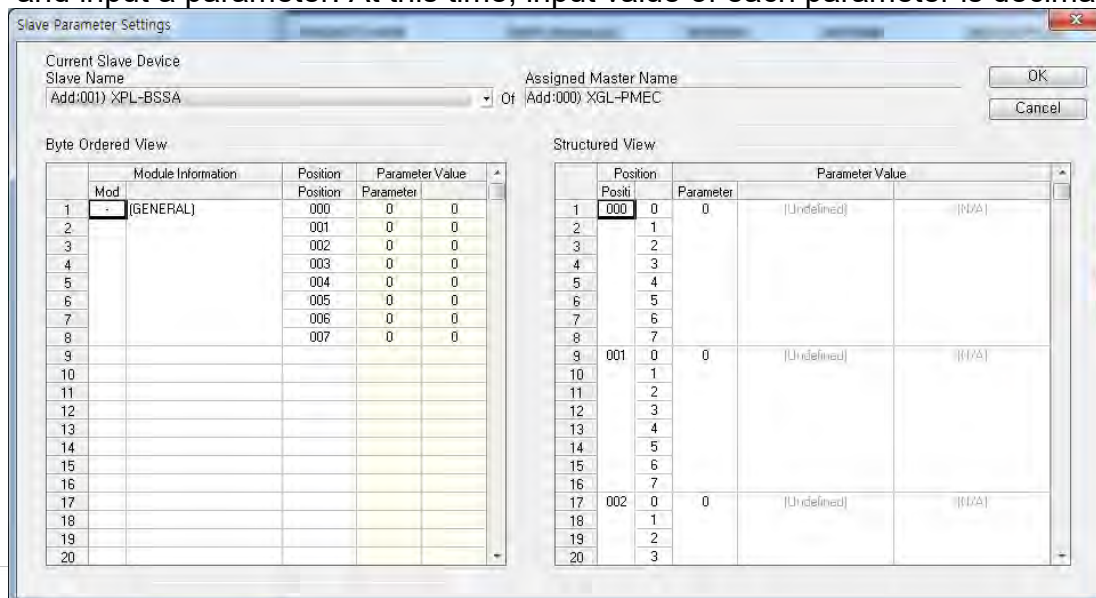 and input a parameter. At this time, input value of each parameter is decima
Slave Parameter Settings
Current Slave Device
Slave Name
Assigned Master Name
OK
Add:001) XPL-BSSA
Of
Add:000) XGL-PMEC
Cancel
Byte Ordered View
Structured View
Module Information Position Parameter Value
Mod Position Parameter
1 - (GENERAL) 000 0 0
2 001 0 0
3 002 0 0
4 003 0 0
5 004 0 0
6 005 0 0
7 006 0 0
8 007 0 0
9
10
11
12
13
14
15
16
17
18
19
20
Position Parameter Value
Positi Parameter
1 000 0 0 (Undefined) (N/A)
2 1
3 2
4 3
5 4
6 5
7 6
8 7
9 001 0 0 (Undefined) (N/A)
10 1
11 2
12 3
13 4
14 5
15 6
16 7
17 002 0 0 (Undefined) (N/A)
18 1
19 2
20 3